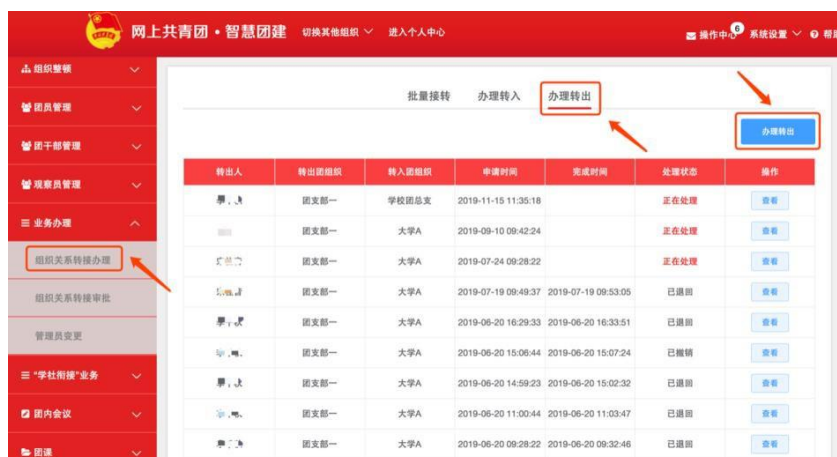 网上共青团·智慧团建 切换其他组织 进入个人中心 操作中心 6 系统设置 帮助
组织整顿
团员管理
团干部管理
观察员管理
业务办理
组织关系转接办理
组织关系转接审批
管理员变更
"学社衔接"业务
团内会议
团课
批量接转 办理转入 办理转出
办理转出
转出人 转出团组织 转入团组织 申请时间 完成时间 处理状态 操作
团支部一 学校团总支 2019-11-15 11:35:18 正在处理 查看
团支部一 大学A 2019-09-10 09:42:24 正在处理 查看
团支部一 大学A 2019-07-24 09:28:22 正在处理 查看
团支部一 大学A 2019-07-19 09:49:37 2019-07-19 09:53:05 已退回 查看
团支部一 大学A 2019-06-20 16:29:33 2019-06-20 16:33:51 已退回 查看
团支部一 大学A 2019-06-20 15:06:44 2019-06-20 15:07:24 已撤销 查看
团支部一 大学A 2019-06-20 14:59:23 2019-06-20 15:02:32 已退回 查看
团支部一 大学A 2019-06-20 11:00:44 2019-06-20 11:03:47 已退回 查看
团支部一 大学A 2019-06-20 09:28:22 2019-06-20 09:32:46 已退回 查看